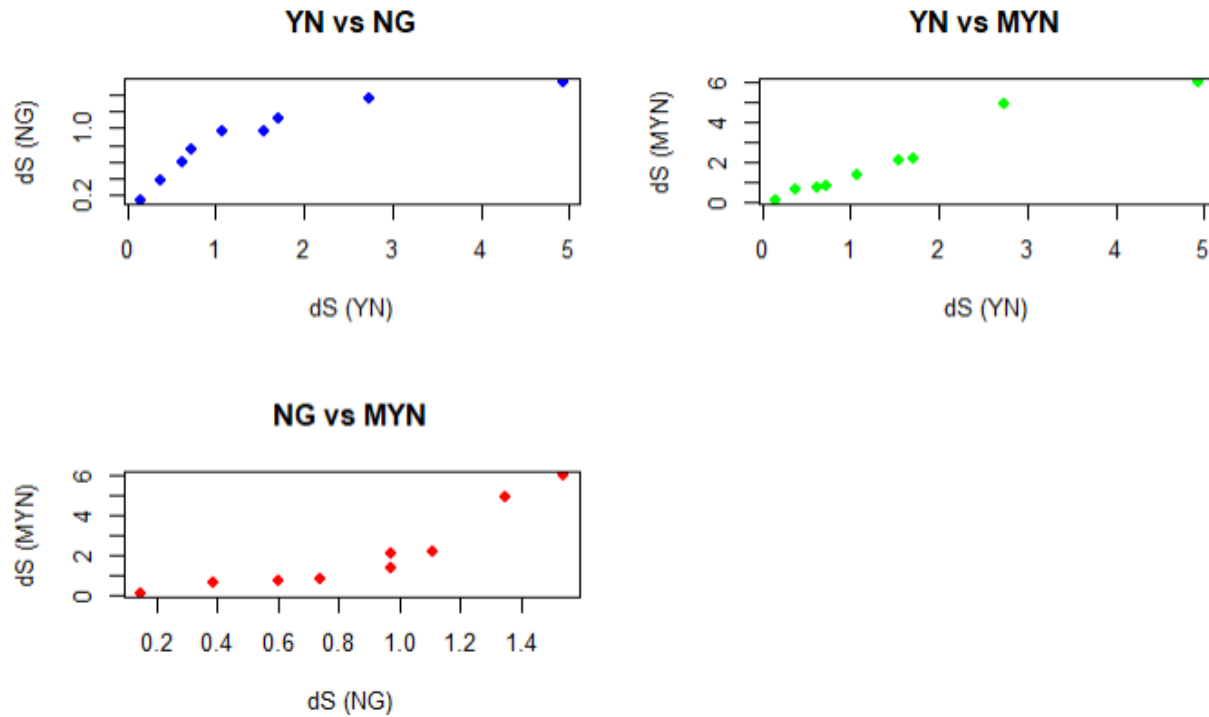 YN vs NG
dS (NG)
1.0
0.2
0 1 2 3 4 5
dS (YN)
YN vs MYN
dS (MYN)
6
4
2
0
0 1 2 3 4 5
dS (YN)
NG vs MYN
dS (MYN)
6
4
2
0
0.2 0.4 0.6 0.8 1.0 1.2 1.4
dS (NG)